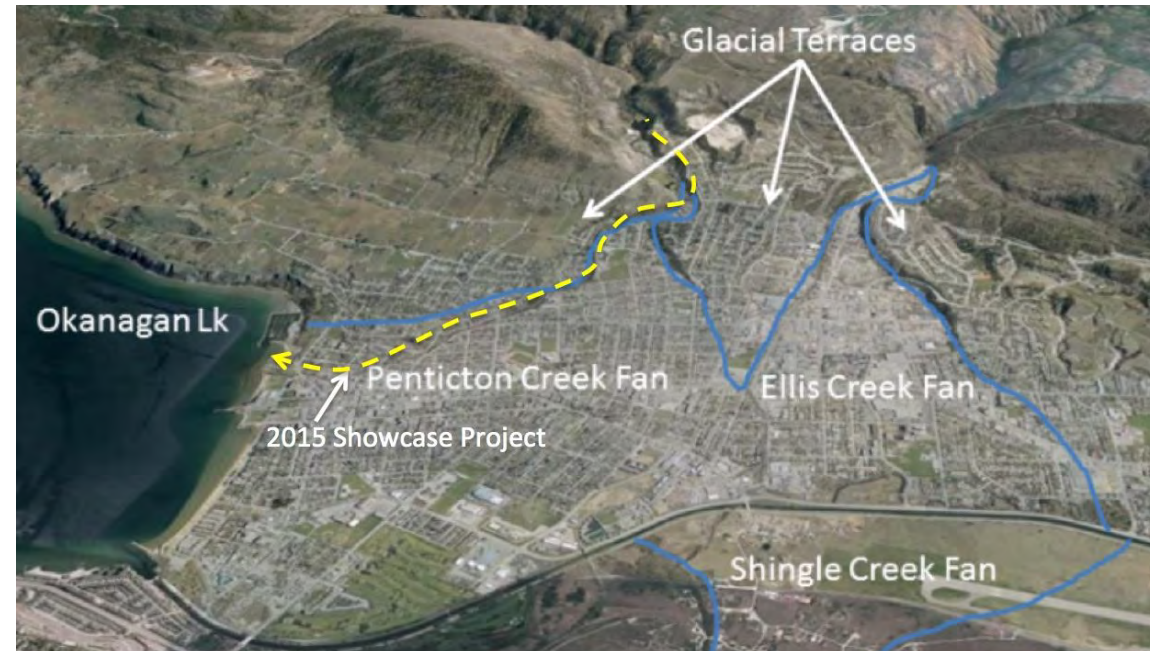 Glacial Terraces
Okanagan Lk
Penticton Creek Fan
Ellis Creek Fan
2015 Showcase Project
Shingle Creek Fan